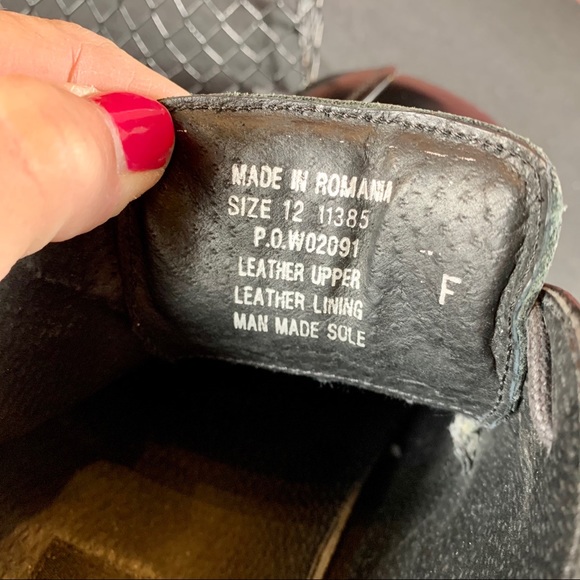 MADE IN ROMANIA
SIZE 12 11385
P.O.W02091
LEATHER UPPER
LEATHER LINING
MAN MADE SOLE
F